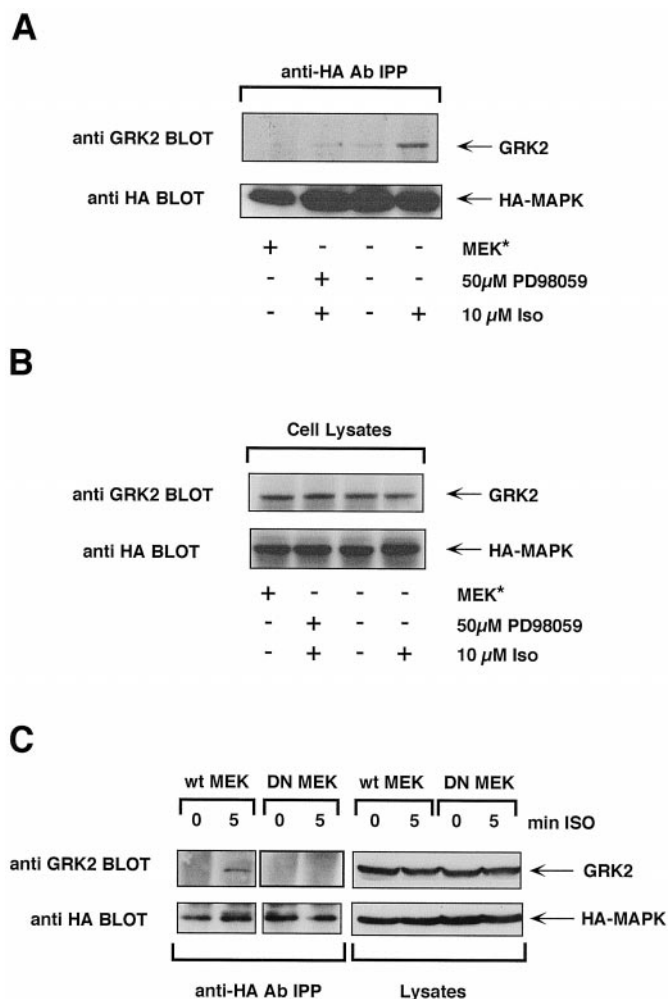 A
anti-HA Ab IPP
anti GRK2 BLOT
GRK2
anti HA BLOT
HA-MAPK
+ - - - MEK*
- + - - 50µM PD98059
- + - + 10 µM Iso
B
Cell Lysates
anti GRK2 BLOT
GRK2
anti HA BLOT
HA-MAPK
+ - - - MEK*
- + - - 50µM PD98059
- + - + 10 µM Iso
C
wt MEK DN MEK wt MEK DN MEK
0 5 0 5 0 5 0 5 min ISO
anti GRK2 BLOT
GRK2
anti HA BLOT
HA-MAPK
anti-HA Ab IPP Lysates